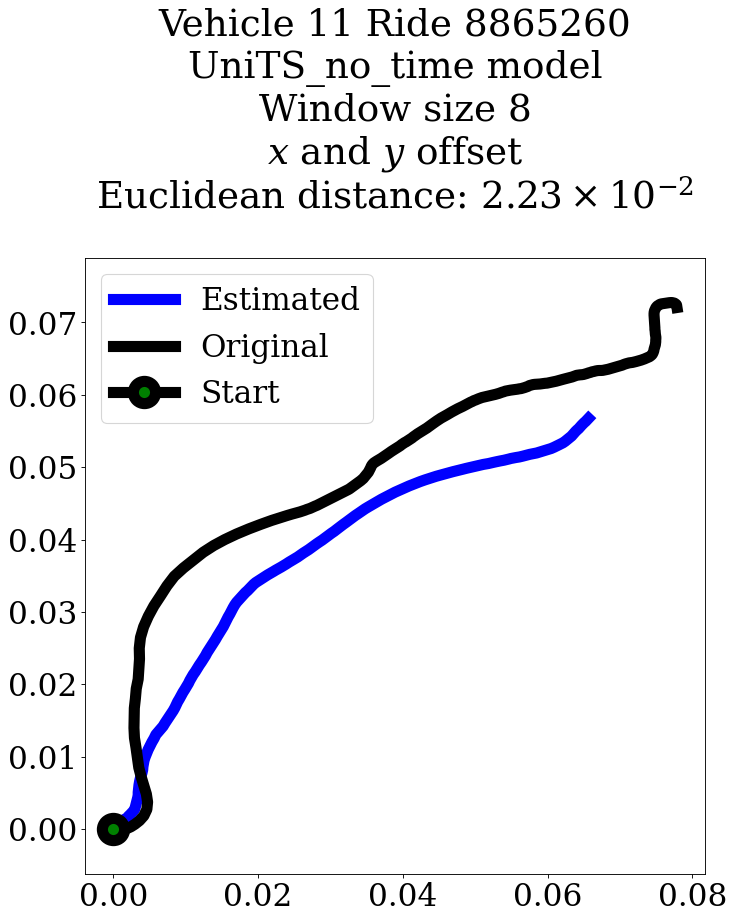 Vehicle 11 Ride 8865260
UniTS_no_time model
Window size 8
x and y offset
Euclidean distance: 2.23 × 10⁻²
Estimated
Original
Start
0.07
0.06
0.05
0.04
0.03
0.02
0.01
0.00
0.00 0.02 0.04 0.06 0.08